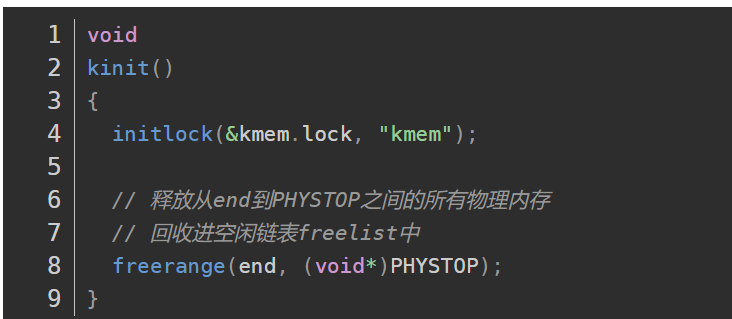 1 void
2 kinit()
3 {
4   initlock(&kmem.lock, "kmem");
5
6   // 释放从end到PHYSTOP之间的所有物理内存
7   // 回收进空闲链表freelist中
8   freerange(end, (void*)PHYSTOP);
9 }